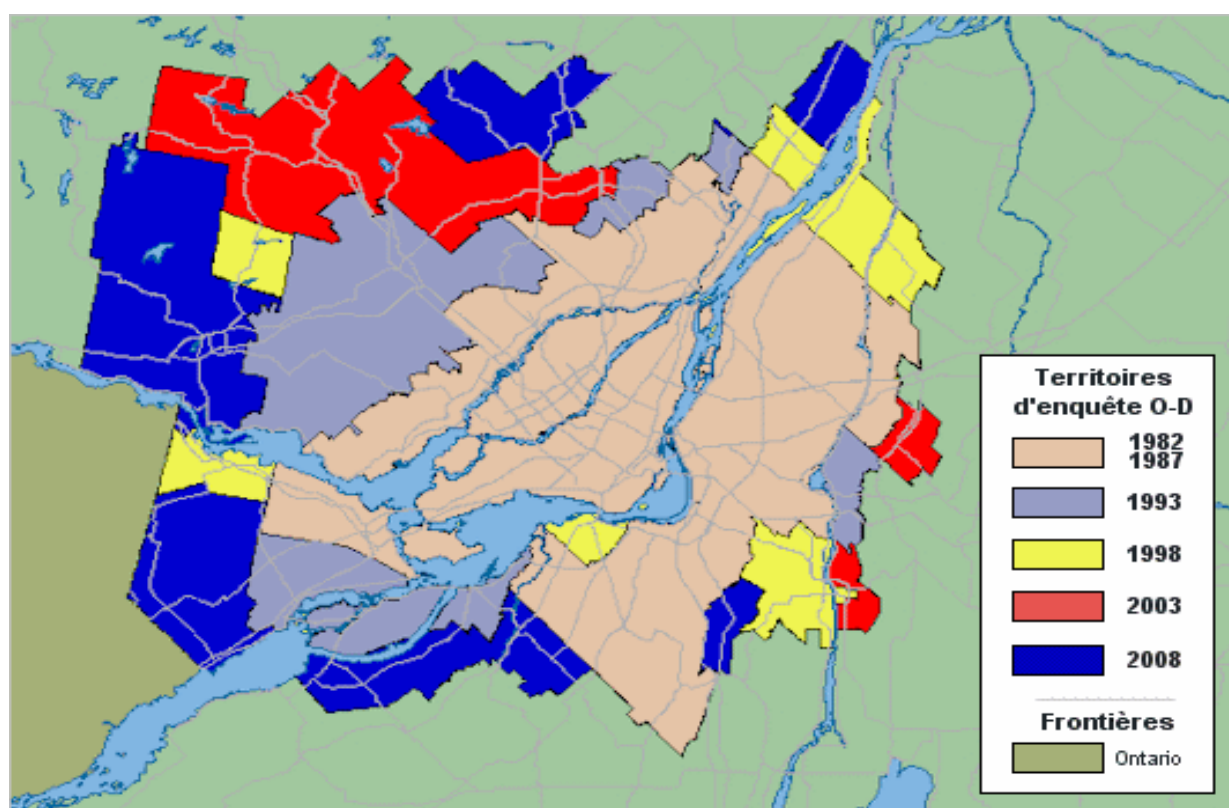 Territoires
d'enquête O-D
1982
1987
1993
1998
2003
2008
Frontières
Ontario